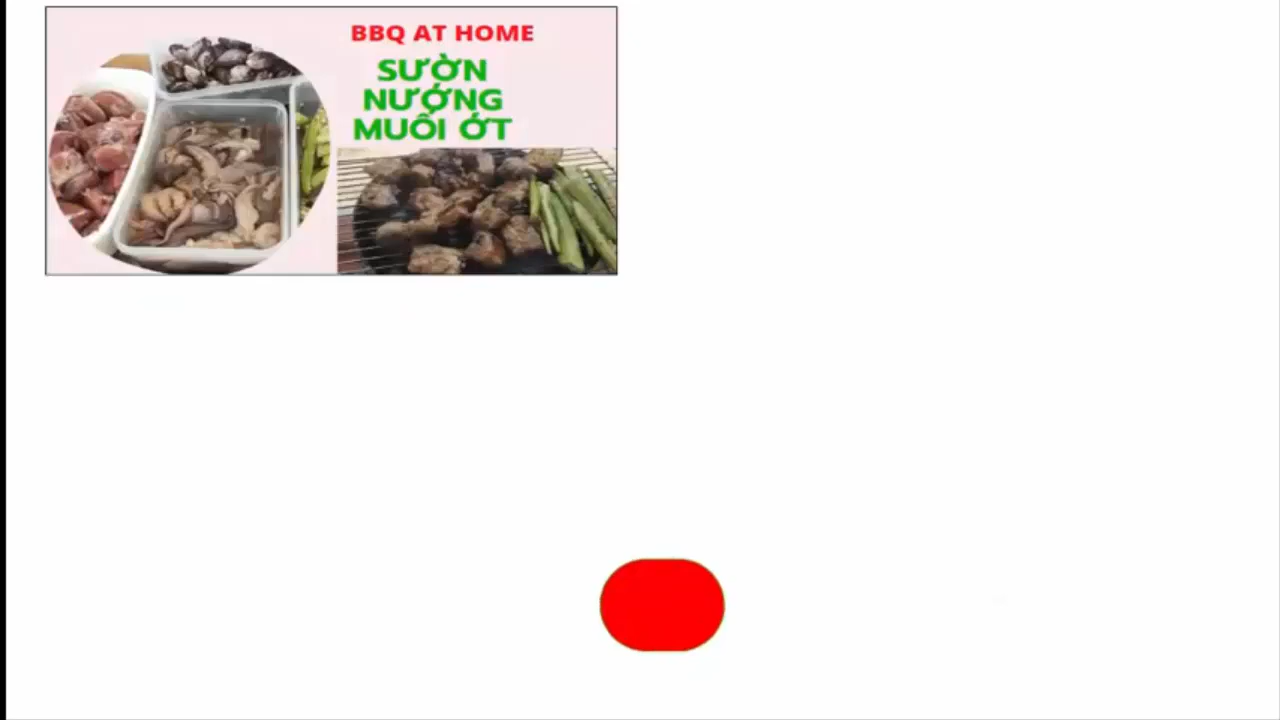 BBQ AT HOME
SƯỜN
NƯỚNG
MUỐI ỚT